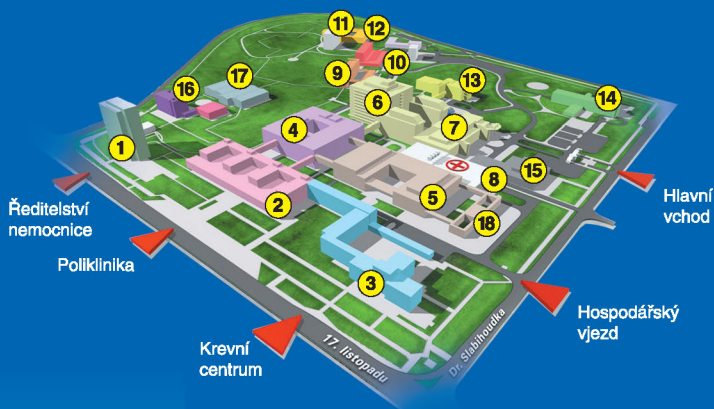 11
12
10
9
13
16
17
6
14
7
4
1
15
8
5
2
18
3
Ředitelství
nemocnice
Poliklinika
Krevní
centrum
17. listopadu
Dr. Slabihoudka
Hospodářský
vjezd
Hlavní
vchod